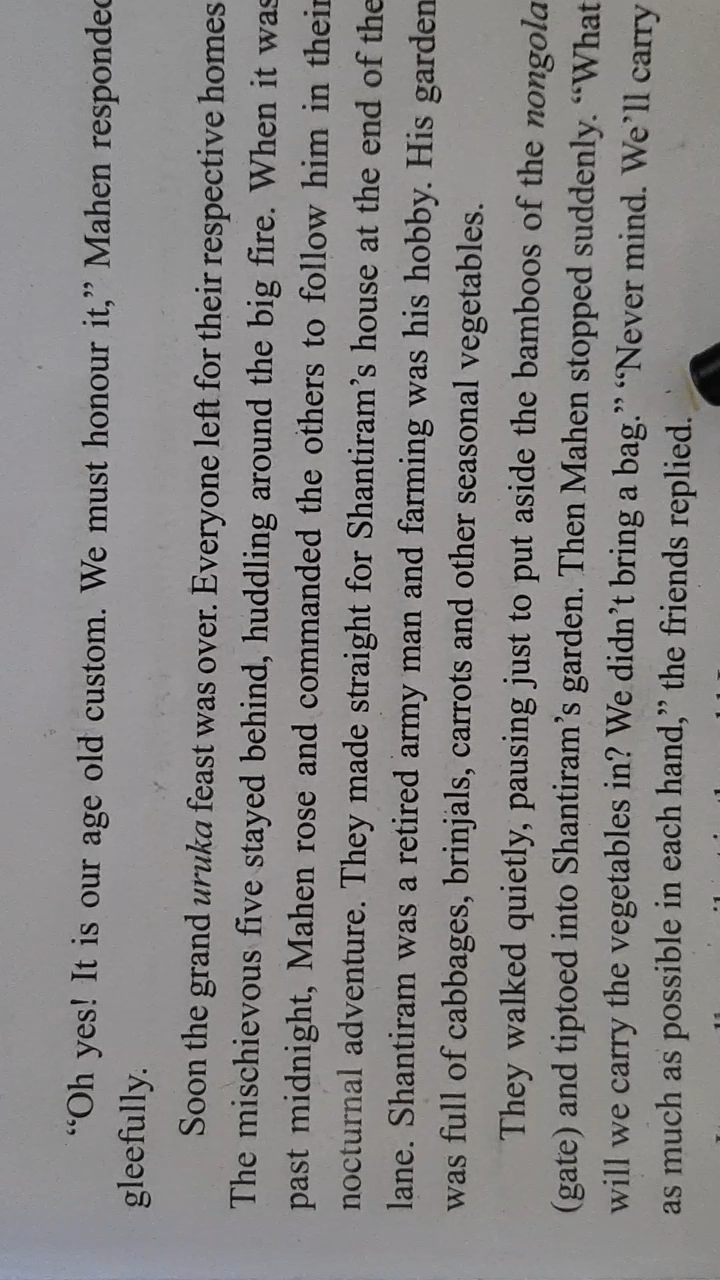 “Oh yes! It is our age old custom. We must honour it,” Mahen responded
gleefully.
Soon the grand uruka feast was over. Everyone left for their respective homes
The mischievous five stayed behind, huddling around the big fire. When it was
past midnight, Mahen rose and commanded the others to follow him in their
nocturnal adventure. They made straight for Shantiram’s house at the end of the
lane. Shantiram was a retired army man and farming was his hobby. His garden
was full of cabbages, brinjals, carrots and other seasonal vegetables.
They walked quietly, pausing just to put aside the bamboos of the nongola
(gate) and tiptoed into Shantiram’s garden. Then Mahen stopped suddenly. “What
will we carry the vegetables in? We didn’t bring a bag.” “Never mind. We’ll carry
as much as possible in each hand,” the friends replied.